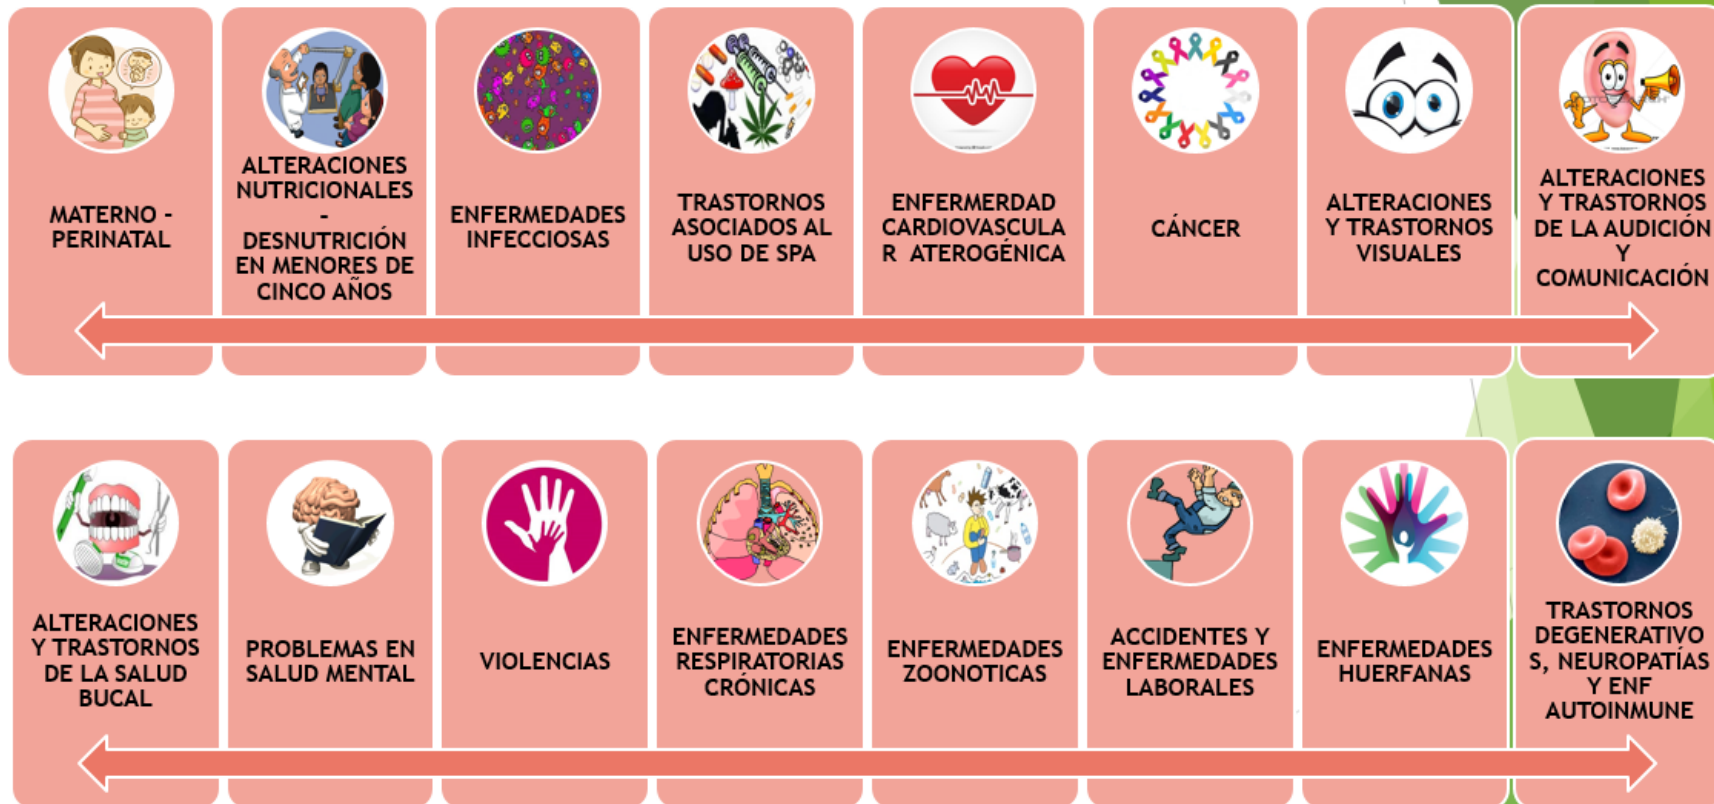 MATERNO -
PERINATAL
ALTERACIONES
NUTRICIONALES
-
DESNUTRICIÓN
EN MENORES DE
CINCO AÑOS
ENFERMEDADES
INFECCIOSAS
TRASTORNOS
ASOCIADOS AL
USO DE SPA
ENFERMERDAD
CARDIOVASCULA
R ATEROGÉNICA
CÁNCER
ALTERACIONES
Y TRASTORNOS
VISUALES
ALTERACIONES
Y TRASTORNOS
DE LA AUDICIÓN
Y
COMUNICACIÓN
ALTERACIONES
Y TRASTORNOS
DE LA SALUD
BUCAL
PROBLEMAS EN
SALUD MENTAL
VIOLENCIAS
ENFERMEDADES
RESPIRATORIAS
CRÓNICAS
ENFERMEDADES
ZOONOTICAS
ACCIDENTES Y
ENFERMEDADES
LABORALES
ENFERMEDADES
HUERFANAS
TRASTORNOS
DEGENERATIVO
S, NEUROPATÍAS
Y ENF
AUTOINMUNE